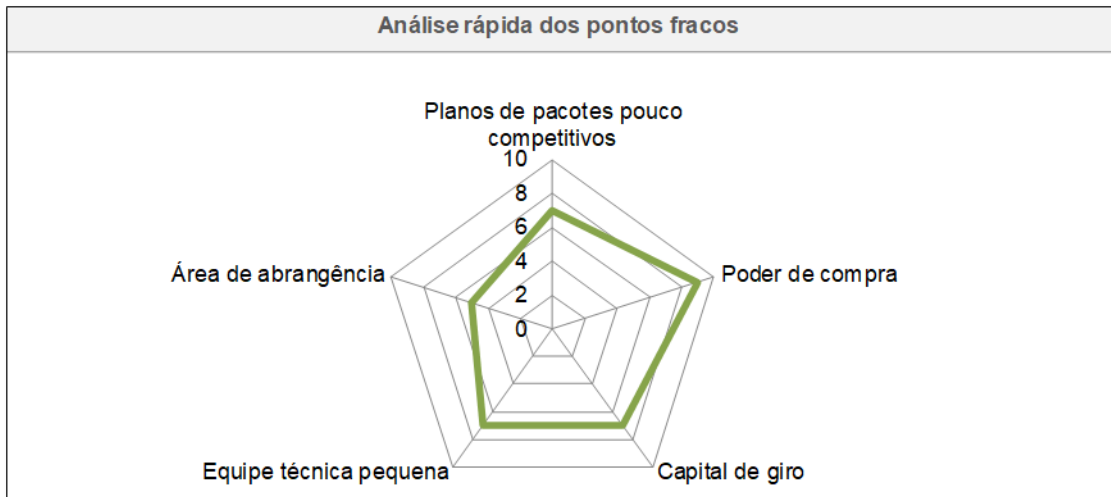 Análise rápida dos pontos fracos
Planos de pacotes pouco
competitivos
10
8
6
4
2
0
Área de abrangência
Poder de compra
Equipe técnica pequena
Capital de giro